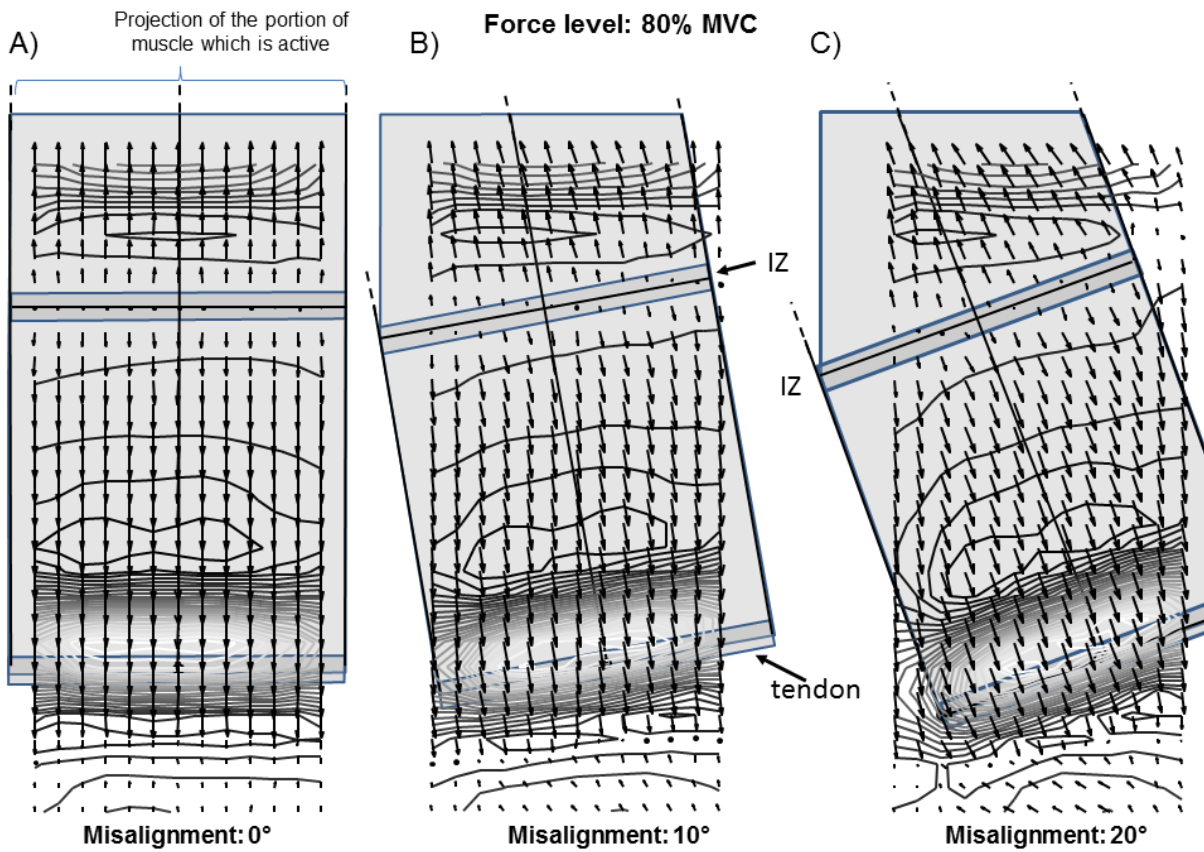 Projection of the portion of
muscle which is active
Force level: 80% MVC
A)
B)
C)
IZ
IZ
tendon
Misalignment: 0°
Misalignment: 10°
Misalignment: 20°